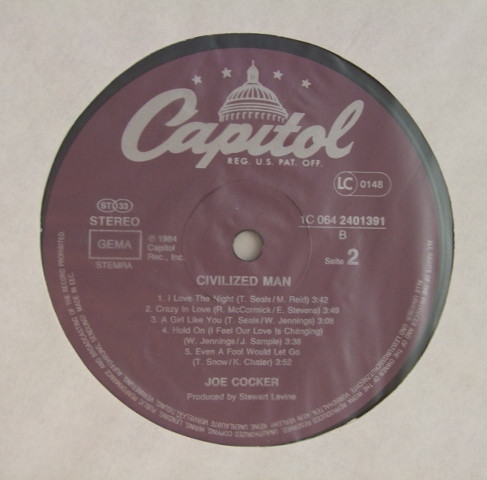 Capitol
REG. U.S. PAT. OFF.
LC 0148
ST 33
STEREO
GEMA
STEMRA
℗ 1984
Capitol
Rec., Inc.
1C 064 2401391
B
Seite 2
CIVILIZED MAN
1. I Love The Night (T. Seals/M. Reid) 3:42
2. Crazy In Love (R. McCormick/E. Stevens) 3:49
3. A Girl Like You (T. Seals/W. Jennings) 3:08
4. Hold On (I Feel Our Love Is Changing)
(W. Jennings/J. Sample) 3:38
5. Even A Fool Would Let Go
(T. Snow/K. Chater) 3:52
JOE COCKER
Produced by Stewart Levine